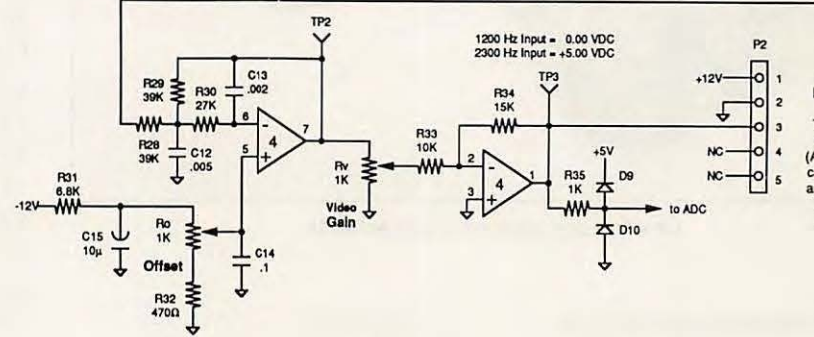 TP2
1200 Hz Input = 0.00 VDC
2300 Hz Input = +5.00 VDC
P2
TP3
R29
39K
R30
27K
C13
.002
R34
15K
+12V
1
2
3
NC
4
NC
5
6
7
5
4
R28
39K
C12
.005
R33
10K
2
3
4
1
R35
1K
+5V
D9
D10
to ADC
Rv
1K
Video
Gain
R31
6.8K
-12V
C15
10µ
Ro
1K
Offset
C14
.1
R32
470Ω
(A
c
a